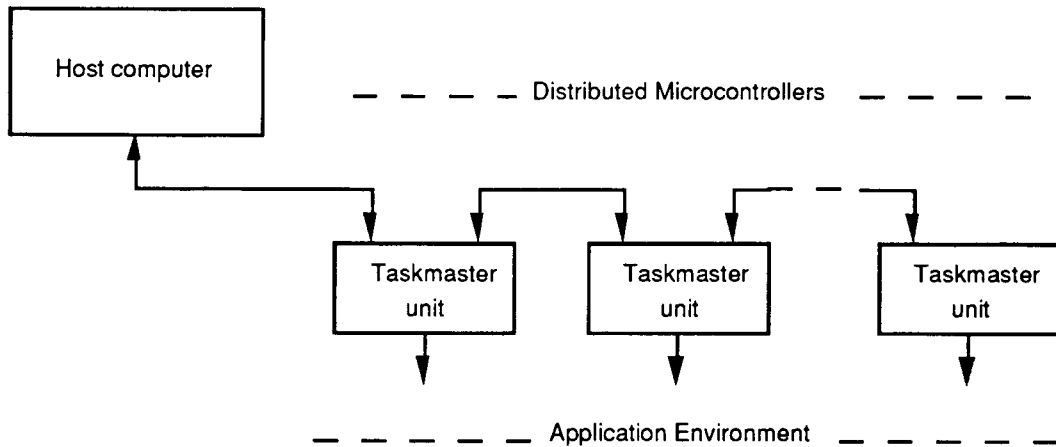 Host computer
Distributed Microcontrollers
Taskmaster
unit
Taskmaster
unit
Taskmaster
unit
Application Environment